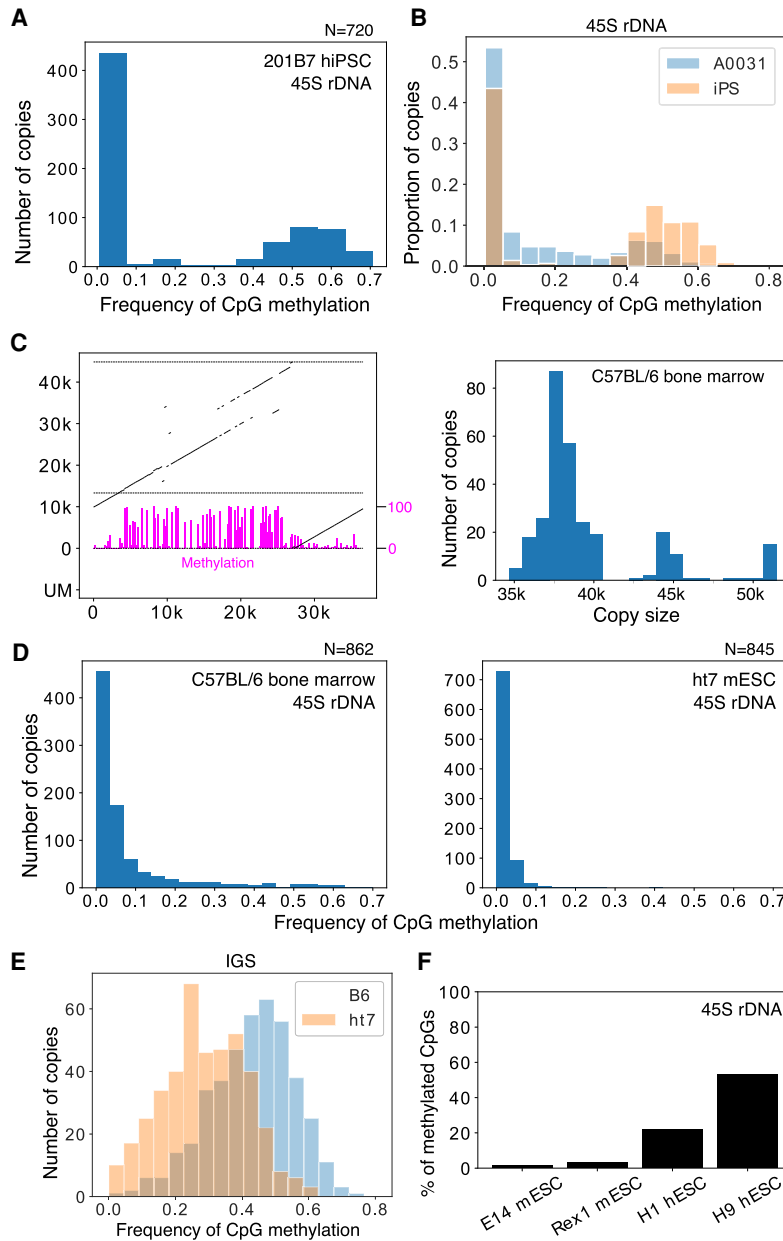 A
N=720
201B7 hiPSC
45S rDNA
Number of copies
400
300
200
100
0
0.0 0.1 0.2 0.3 0.4 0.5 0.6 0.7
Frequency of CpG methylation
B
45S rDNA
A0031
iPS
Proportion of copies
0.5
0.4
0.3
0.2
0.1
0.0
0.0 0.2 0.4 0.6 0.8
Frequency of CpG methylation
C
40k
30k
20k
10k
0
UM
100
0
Methylation
0 10k 20k 30k
C57BL/6 bone marrow
Number of copies
80
60
40
20
0
35k 40k 45k 50k
Copy size
D
N=862
C57BL/6 bone marrow
45S rDNA
Number of copies
400
300
200
100
0
0.0 0.1 0.2 0.3 0.4 0.5 0.6 0.7
N=845
ht7 mESC
45S rDNA
700
600
500
400
300
200
100
0
0.0 0.1 0.2 0.3 0.4 0.5 0.6 0.7
Frequency of CpG methylation
E
IGS
B6
ht7
Number of copies
60
40
20
0
0.0 0.2 0.4 0.6 0.8
Frequency of CpG methylation
F
45S rDNA
% of methylated CpGs
100
80
60
40
20
0
E14 mESC
Rex1 mESC
H1 hESC
H9 hESC